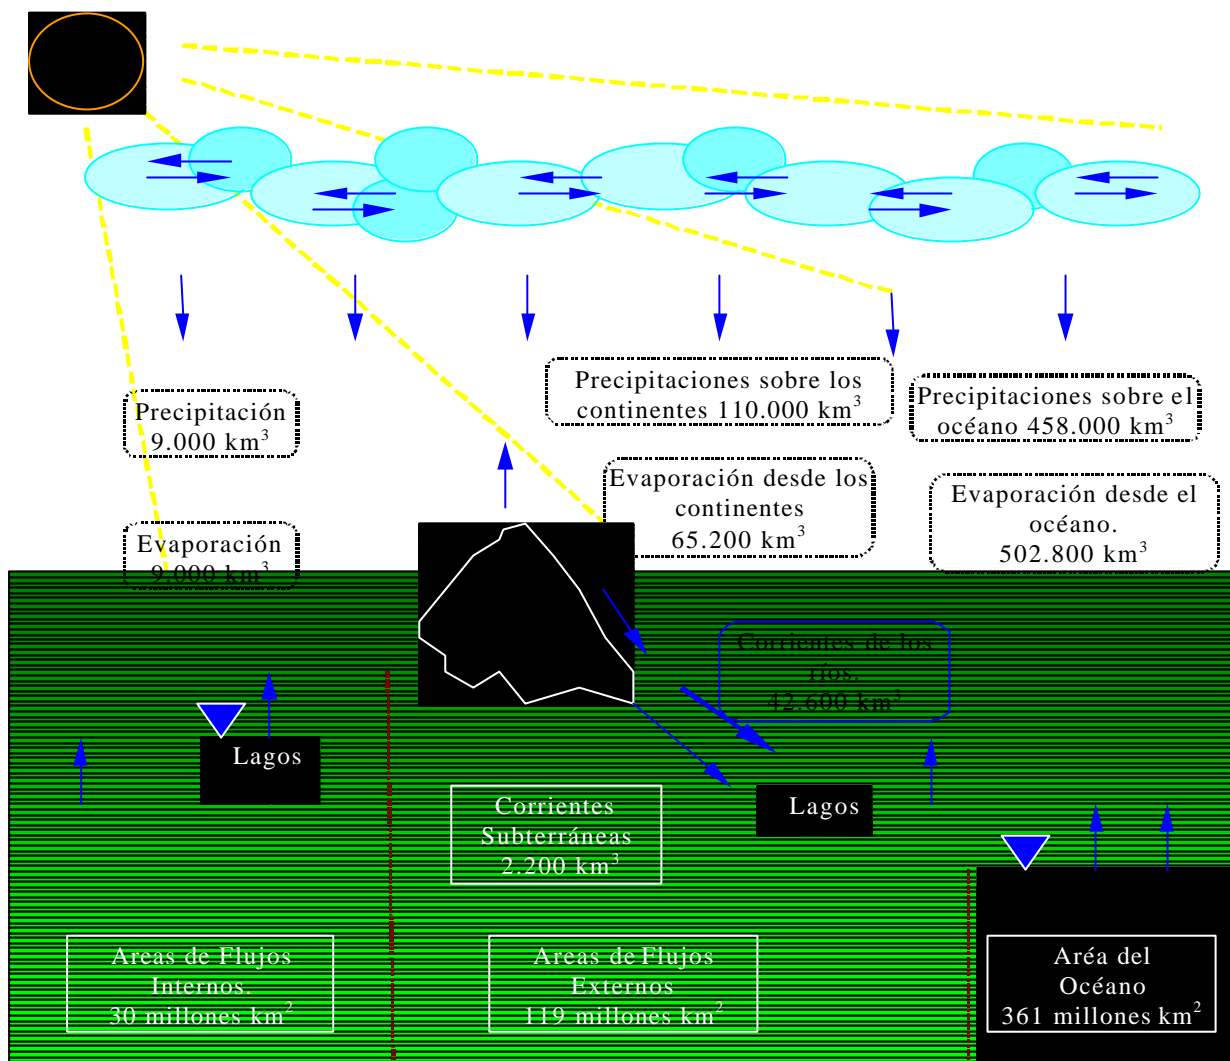 Precipitación
9.000 km³
Precipitaciones sobre los
continentes 110.000 km³
Precipitaciones sobre el
océano 458.000 km³
Evaporación
9.000 km³
Evaporación desde los
continentes
65.200 km³
Evaporación desde el
océano.
502.800 km³
Corrientes de los
ríos.
42.600 km³
Lagos
Lagos
Corrientes
Subterráneas
2.200 km³
Areas de Flujos
Internos.
30 millones km²
Areas de Flujos
Externos
119 millones km²
Aréa del
Océano
361 millones km²